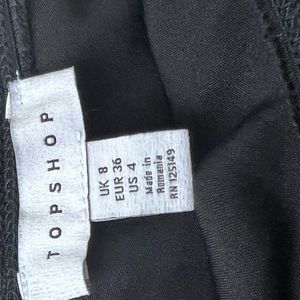 TOPSHOP
UK 8
EUR 36
US 4
Made in
Romania
RN 125149